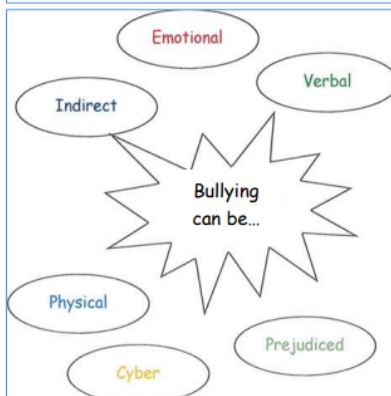 Emotional
Verbal
Indirect
Bullying
can be...
Physical
Prejudiced
Cyber